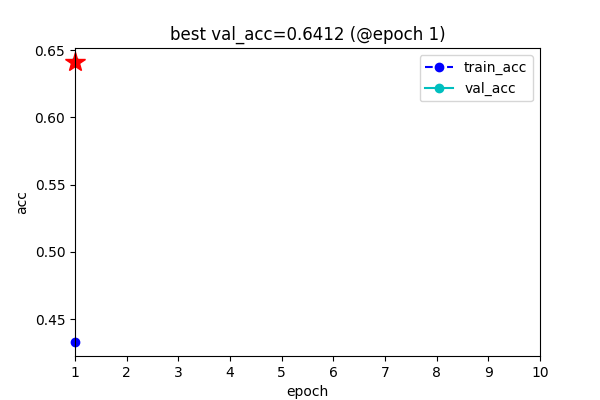 best val_acc=0.6412 (@epoch 1)
0.65
0.60
0.55
0.50
0.45
acc
train_acc
val_acc
1 2 3 4 5 6 7 8 9 10
epoch